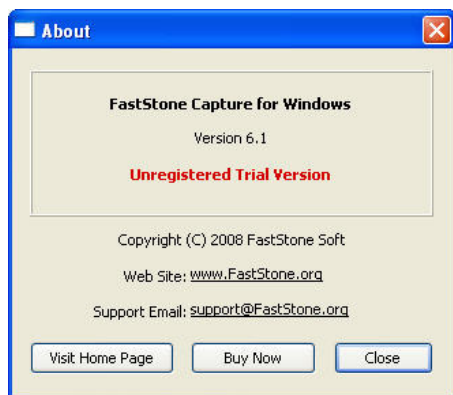 About
FastStone Capture for Windows
Version 6.1
Unregistered Trial Version
Copyright (C) 2008 FastStone Soft
Web Site: www.FastStone.org
Support Email: support@FastStone.org
Visit Home Page Buy Now Close